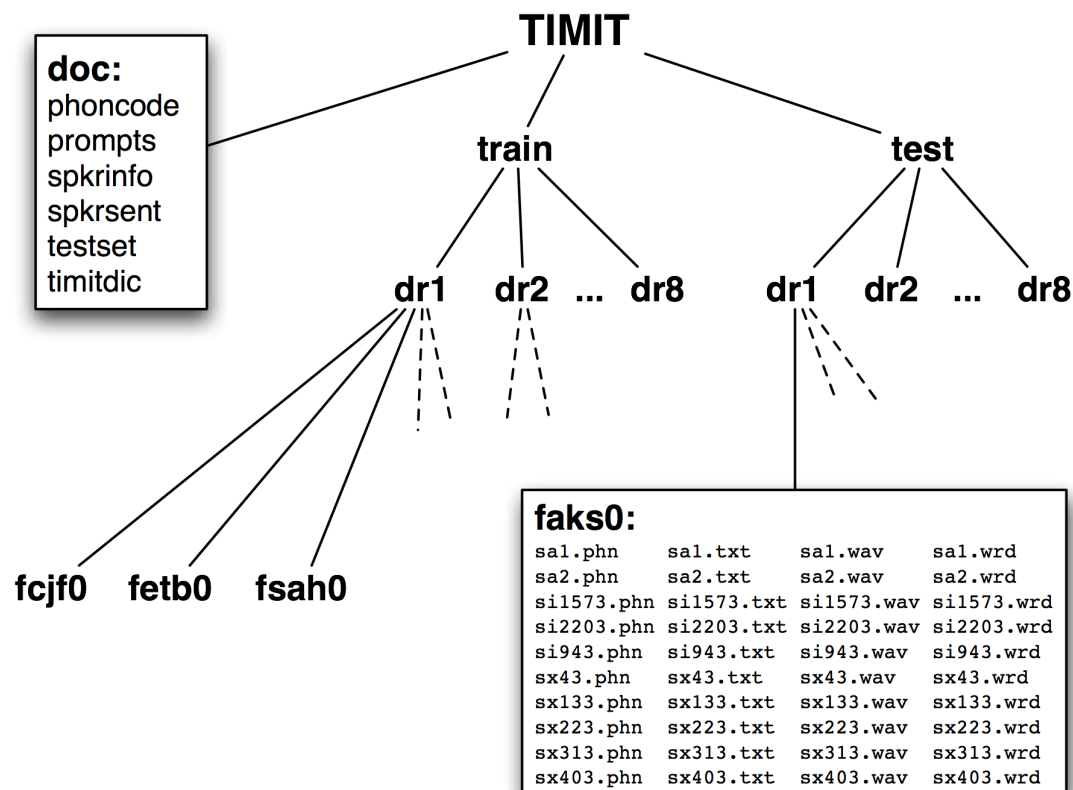 TIMIT
doc:
phoncode
prompts
spkrinfo
spkrsent
testset
timitdic
train
test
dr1 dr2 ... dr8
dr1 dr2 ... dr8
fcjf0 fetb0 fsah0
faks0:
sa1.phn sa1.txt sa1.wav sa1.wrd
sa2.phn sa2.txt sa2.wav sa2.wrd
si1573.phn si1573.txt si1573.wav si1573.wrd
si2203.phn si2203.txt si2203.wav si2203.wrd
si943.phn si943.txt si943.wav si943.wrd
sx43.phn sx43.txt sx43.wav sx43.wrd
sx133.phn sx133.txt sx133.wav sx133.wrd
sx223.phn sx223.txt sx223.wav sx223.wrd
sx313.phn sx313.txt sx313.wav sx313.wrd
sx403.phn sx403.txt sx403.wav sx403.wrd